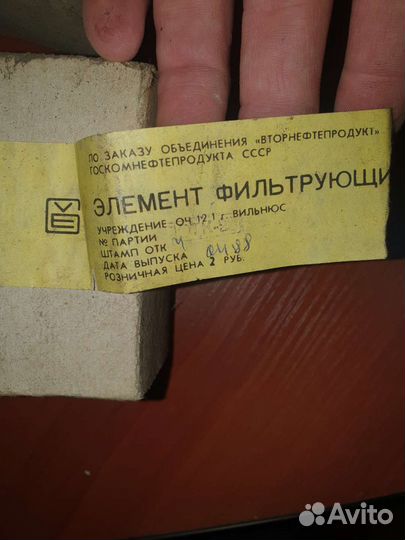 ПО ЗАКАЗУ ОБЪЕДИНЕНИЯ «ВТОРНЕФТЕПРОДУКТ»
ГОСКОМНЕФТЕПРОДУКТА СССР
ЭЛЕМЕНТ ФИЛЬТРУЮЩИ
УЧРЕЖДЕНИЕ ОЧ 12,1 г. ВИЛЬНЮС
№ ПАРТИИ
ШТАМП ОТК
ДАТА ВЫПУСКА 0488
РОЗНИЧНАЯ ЦЕНА 2 РУБ.
Avito